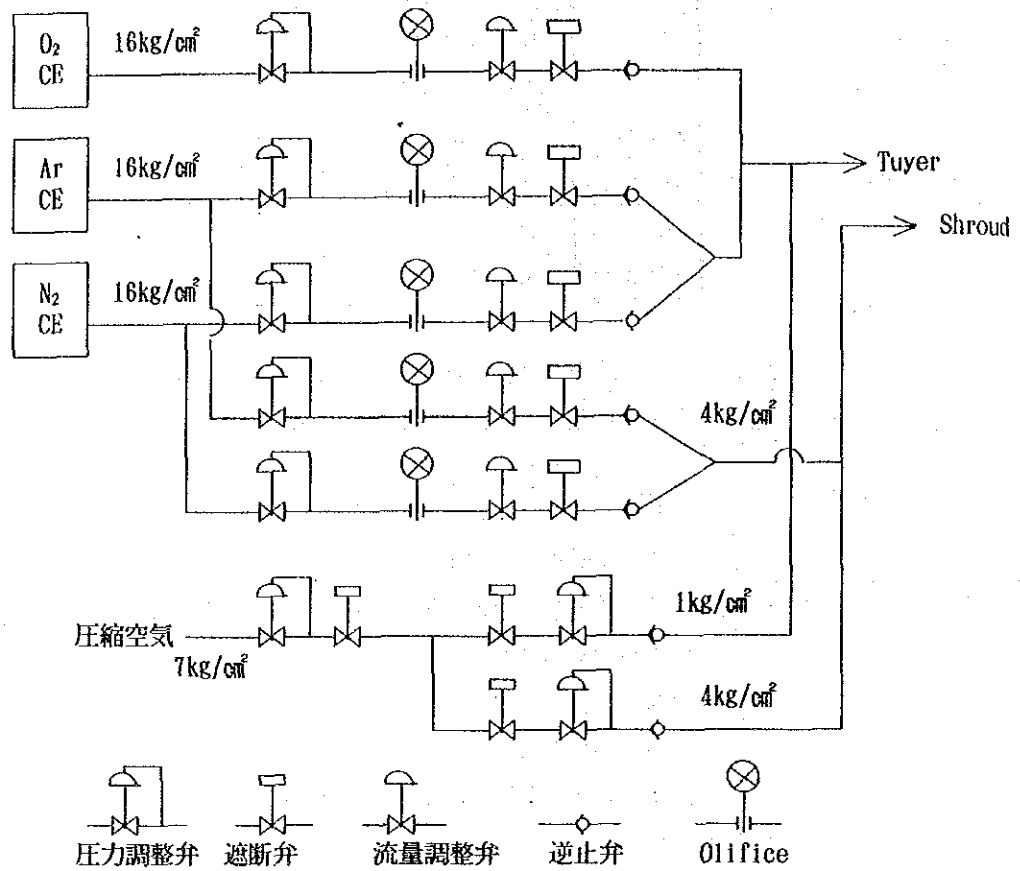 O₂
CE
16kg/c㎡
Ar
CE
16kg/c㎡
Tuyer
Shroud
N₂
CE
16kg/c㎡
4kg/c㎡
圧縮空気
7kg/c㎡
1kg/c㎡
4kg/c㎡
圧力調整弁
遮断弁
流量調整弁
逆止弁
Olifice